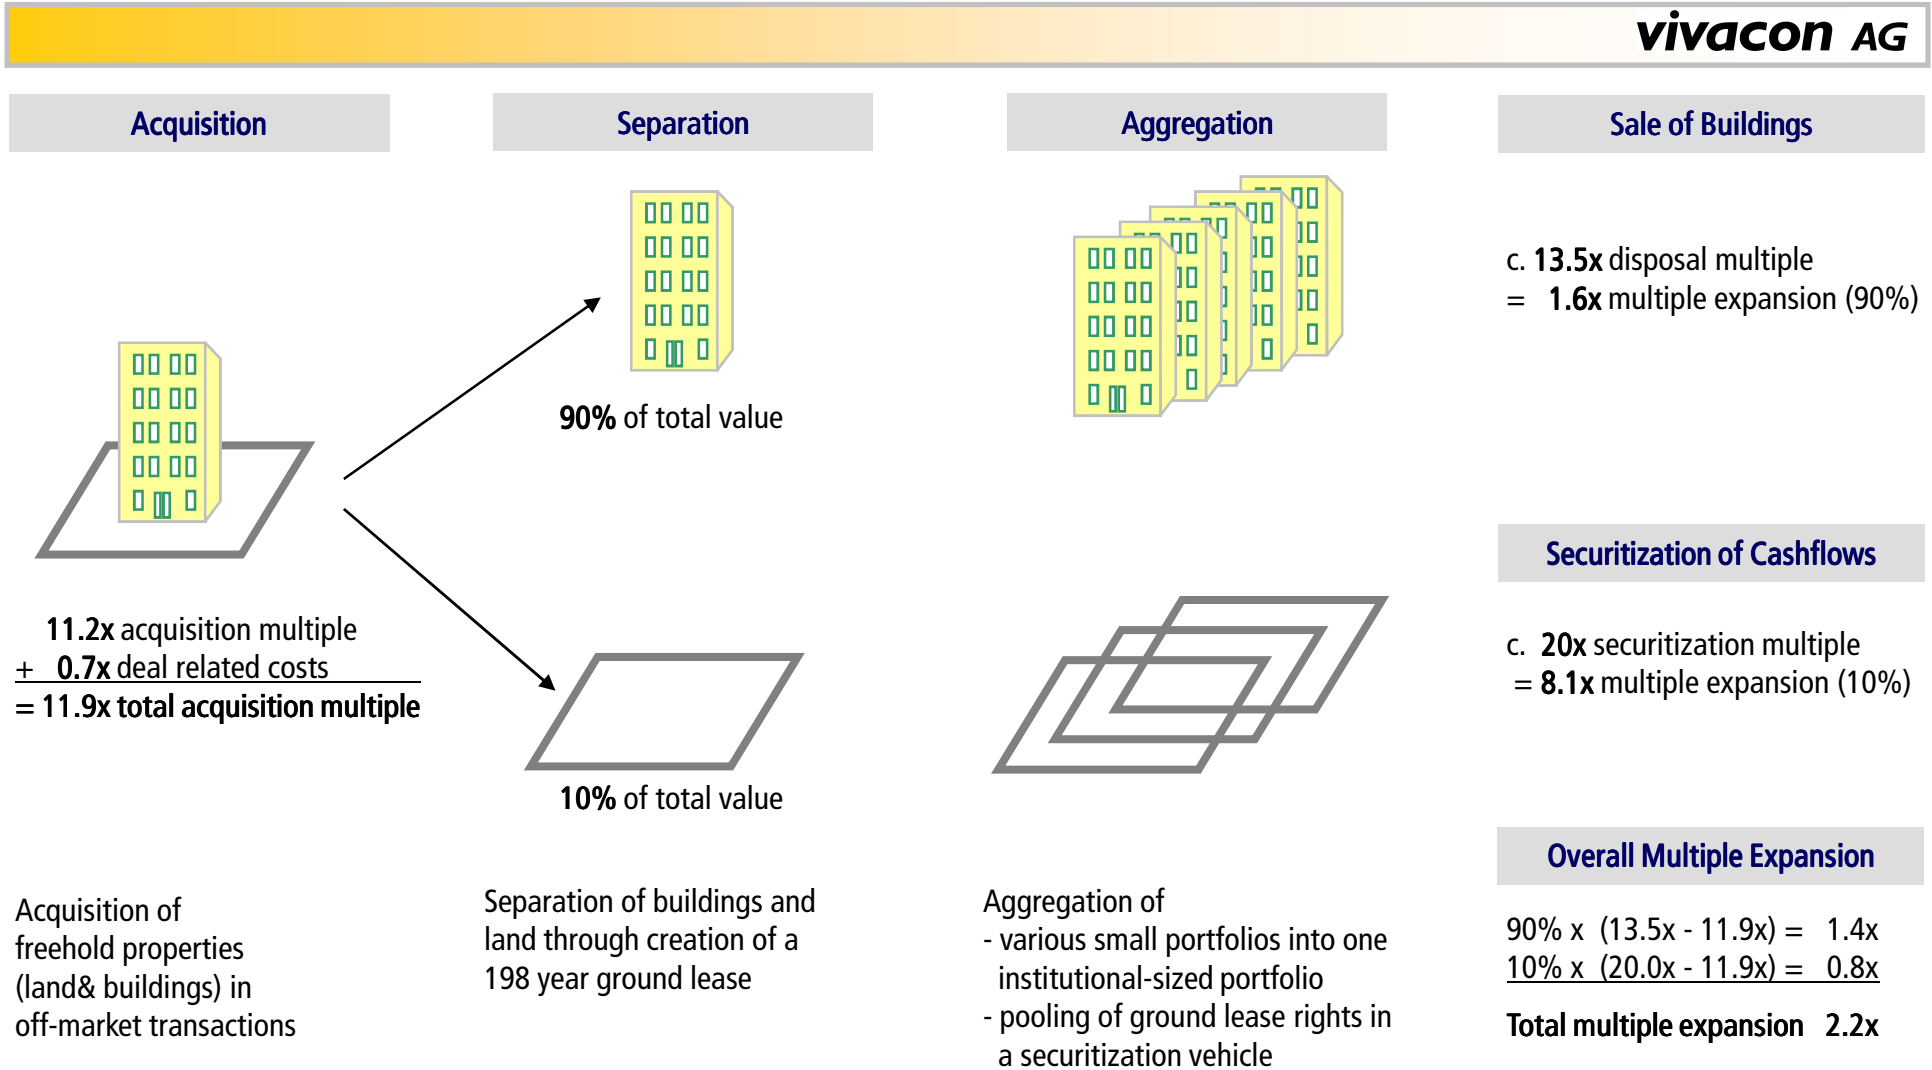 vivacon AG
Acquisition
11.2x acquisition multiple
+ 0.7x deal related costs
= 11.9x total acquisition multiple
Acquisition of
freehold properties
(land& buildings) in
off-market transactions
Separation
90% of total value
10% of total value
Separation of buildings and
land through creation of a
198 year ground lease
Aggregation
Aggregation of
- various small portfolios into one
institutional-sized portfolio
- pooling of ground lease rights in
a securitization vehicle
Sale of Buildings
c. 13.5x disposal multiple
= 1.6x multiple expansion (90%)
Securitization of Cashflows
c. 20x securitization multiple
= 8.1x multiple expansion (10%)
Overall Multiple Expansion
90% x (13.5x - 11.9x) = 1.4x
10% x (20.0x - 11.9x) = 0.8x
Total multiple expansion 2.2x